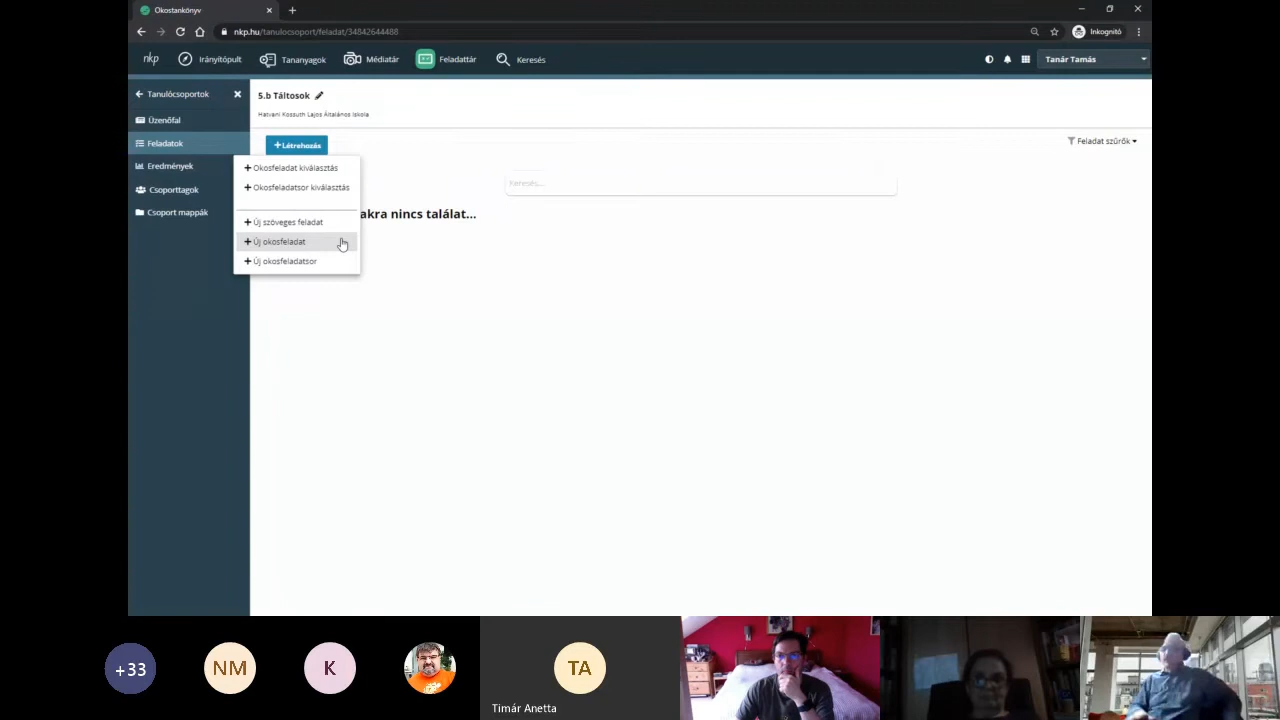 Okostankönyv
nkp.hu/tanulocsoport/feladat/34842644488
Inkognitó
nkp
Irányítópult
Tananyagok
Médiatár
Feladattár
Keresés
Tanár Tamás
Tanulócsoportok
5.b Táltosok
Hatvani Kossuth Lajos Általános Iskola
Üzenőfal
Feladatok
Eredmények
Csoporttagok
Csoport mappák
+ Létrehozás
Feladat szűrők
+ Okosfeladat kiválasztás
+ Okosfeladatsor kiválasztás
Keresés...
akra nincs találat...
+ Új szöveges feladat
+ Új okosfeladat
+ Új okosfeladatsor
+33
NM
K
TA
Timár Anetta